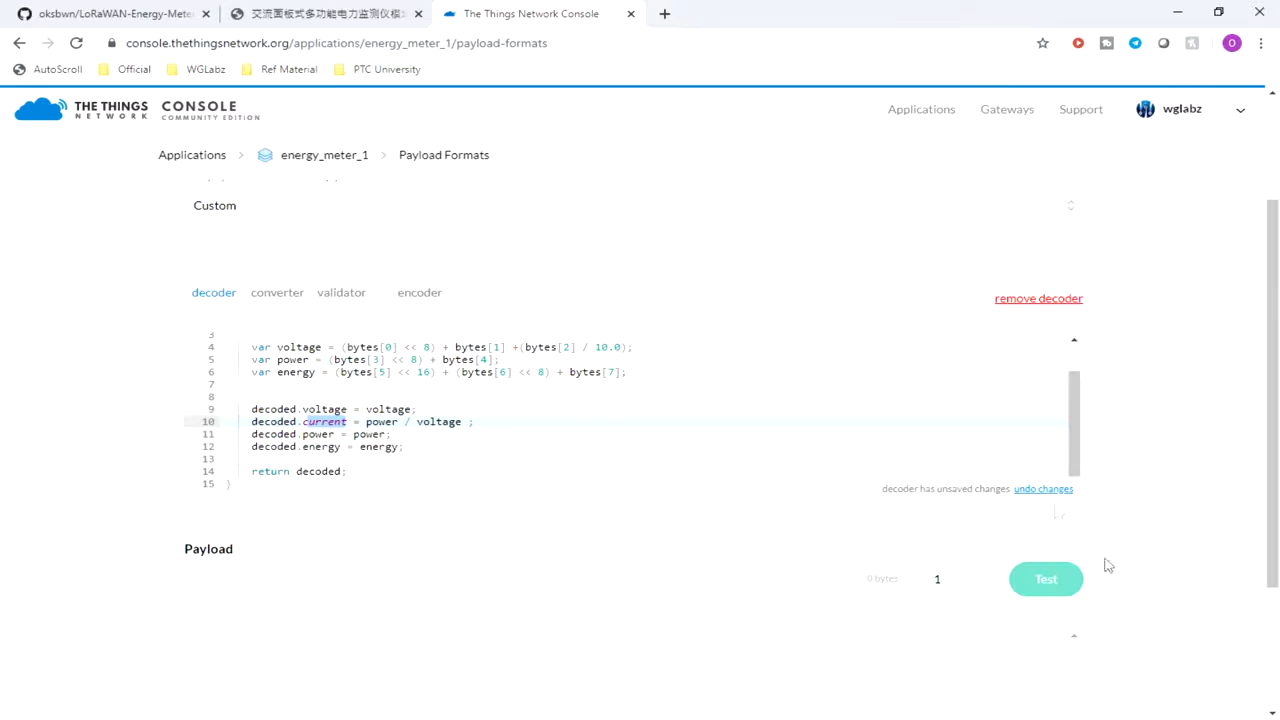 oksbwn/LoRaWAN-Energy-Mete
交流面板式多功能电力监测仪模
The Things Network Console
console.thethingsnetwork.org/applications/energy_meter_1/payload-formats
O
AutoScroll
Official
WGLabz
Ref Material
PTC University
THE THINGS NETWORK
CONSOLE
COMMUNITY EDITION
Applications
Gateways
Support
wglabz
Applications > energy_meter_1 > Payload Formats
Custom
decoder
converter
validator
encoder
remove decoder
3
4 var voltage = (bytes[0] << 8) + bytes[1] +(bytes[2] / 10.0);
5 var power = (bytes[3] << 8) + bytes[4];
6 var energy = (bytes[5] << 16) + (bytes[6] << 8) + bytes[7];
7
8
9 decoded.voltage = voltage;
10 decoded.current = power / voltage ;
11 decoded.power = power;
12 decoded.energy = energy;
13
14 return decoded;
15 }
decoder has unsaved changes undo changes
Payload
0 bytes
1
Test